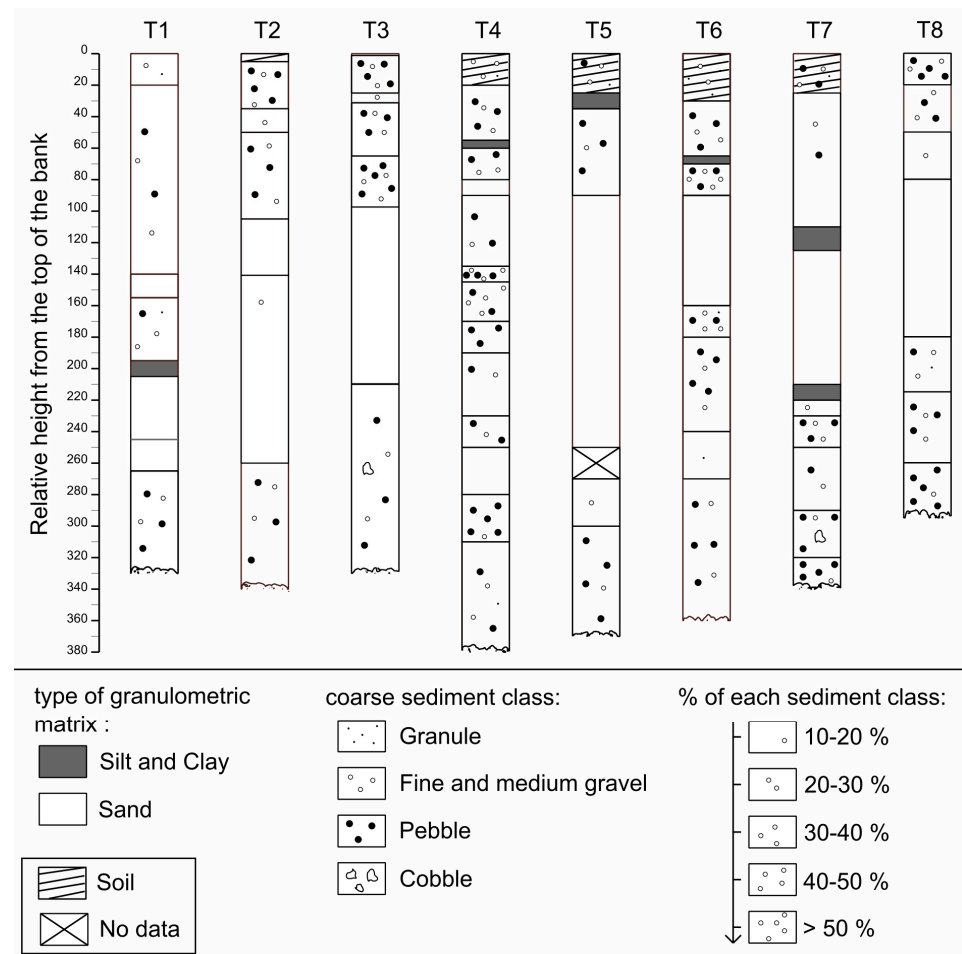 T1 T2 T3 T4 T5 T6 T7 T8
Relative height from the top of the bank
0
20
40
60
80
100
120
140
160
180
200
220
240
260
280
300
320
340
360
380
type of granulometric
matrix :
Silt and Clay
Sand
Soil
No data
coarse sediment class:
Granule
Fine and medium gravel
Pebble
Cobble
% of each sediment class:
10-20 %
20-30 %
30-40 %
40-50 %
> 50 %